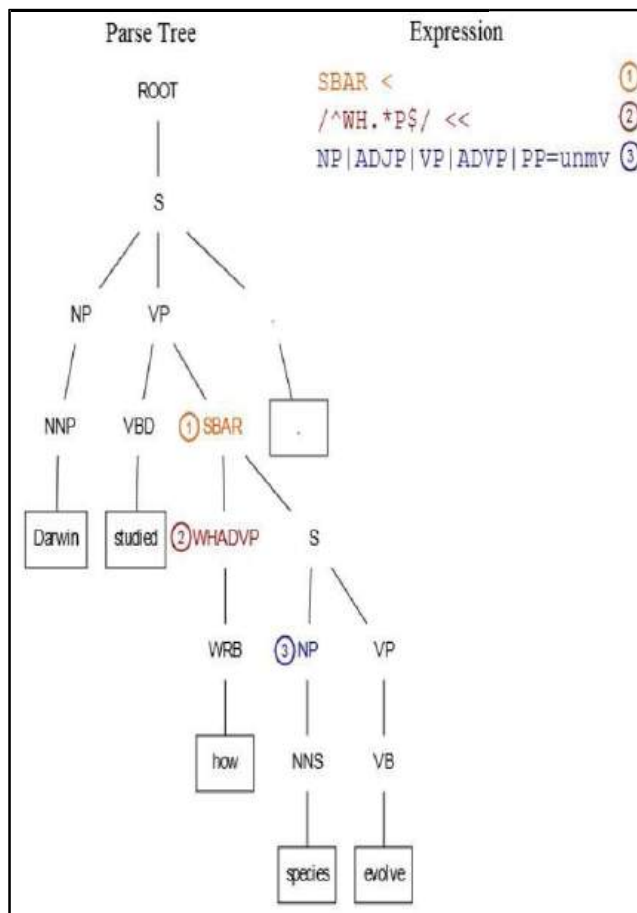 Parse Tree
Expression
SBAR < 1
/^WH.*P$/ << 2
NP|ADJP|VP|ADVP|PP=unmv 3
ROOT
S
NP VP .
NNP VBD 1 SBAR .
Darwin studied 2 WHADVP S
WRB 3 NP VP
how NNS VB
species evolve